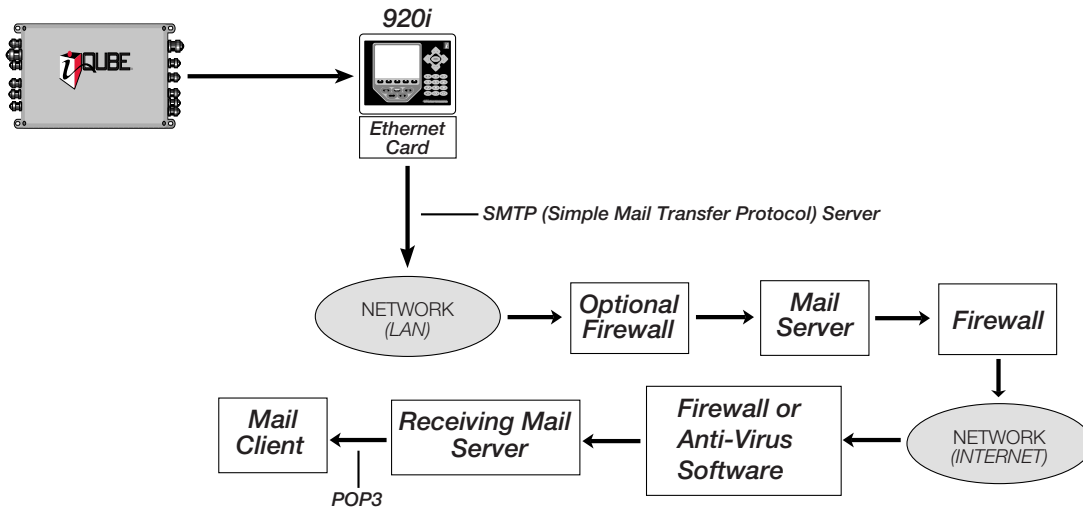 920i
iQUBE
Ethernet
Card
SMTP (Simple Mail Transfer Protocol) Server
NETWORK
(LAN)
Optional
Firewall
Mail
Server
Firewall
Mail
Client
Receiving Mail
Server
Firewall or
Anti-Virus
Software
NETWORK
(INTERNET)
POP3